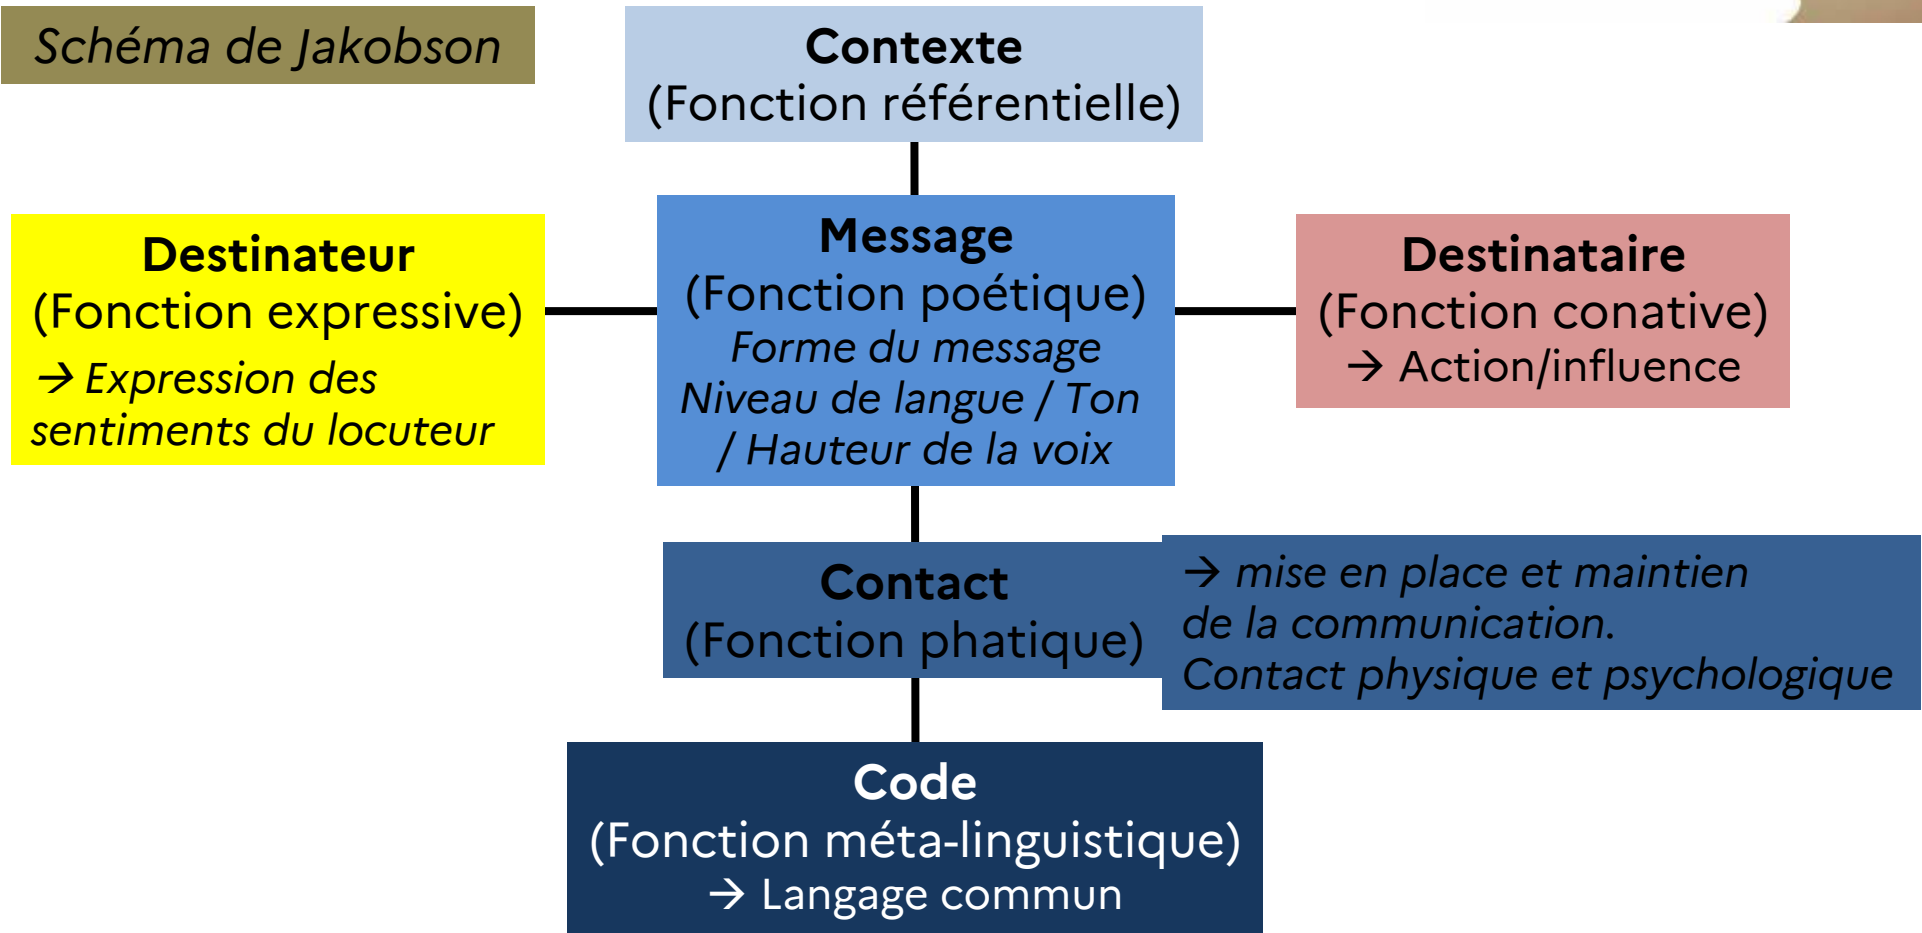 Schéma de Jakobson
Contexte
(Fonction référentielle)
Destinateur
(Fonction expressive)
→ Expression des
sentiments du locuteur
Message
(Fonction poétique)
Forme du message
Niveau de langue / Ton
/ Hauteur de la voix
Destinataire
(Fonction conative)
→ Action/influence
Contact
(Fonction phatique)
→ mise en place et maintien
de la communication.
Contact physique et psychologique
Code
(Fonction méta-linguistique)
→ Langage commun